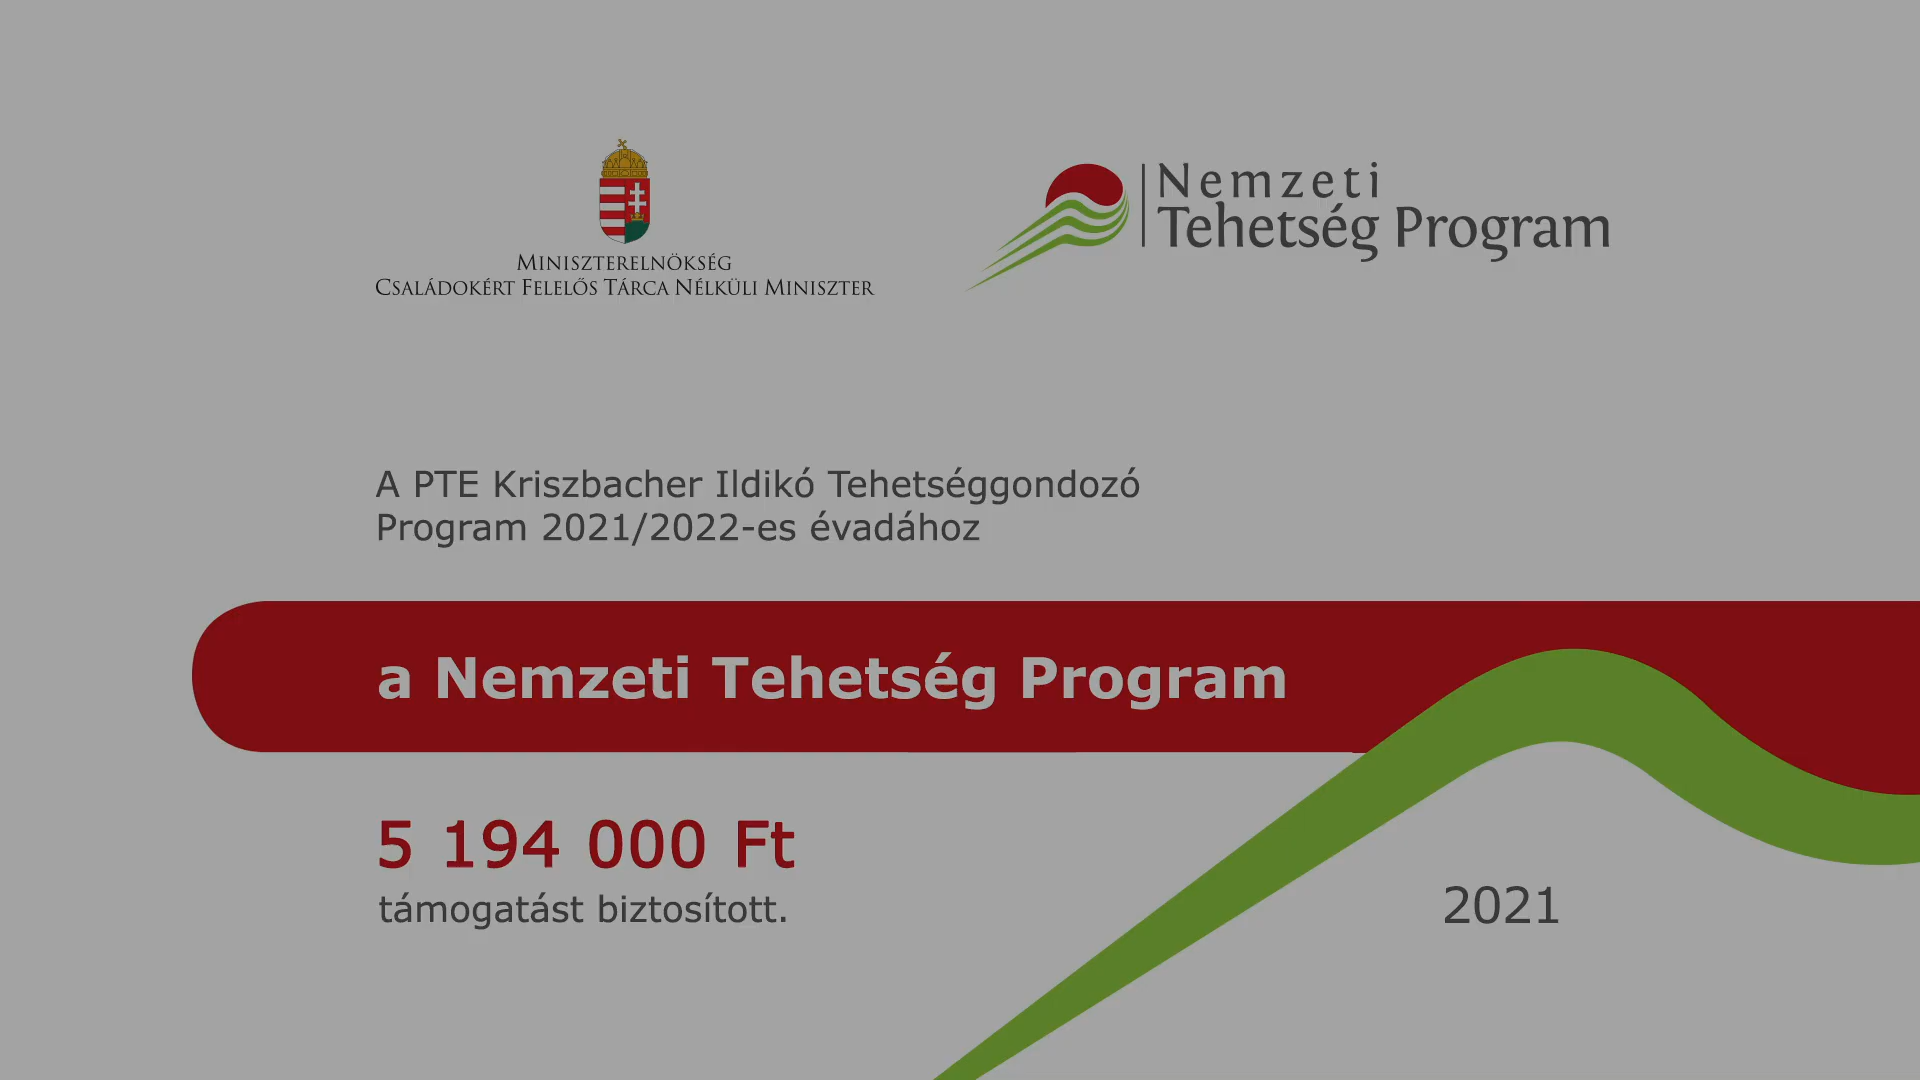 MINISZTERELNÖKSÉG
CSALÁDOKÉRT FELELŐS TÁRCA NÉLKÜLI MINISZTER
Nemzeti
Tehetség Program
A PTE Kriszbacher Ildikó Tehetséggondozó
Program 2021/2022-es évadához
a Nemzeti Tehetség Program
5 194 000 Ft
támogatást biztosított.
2021